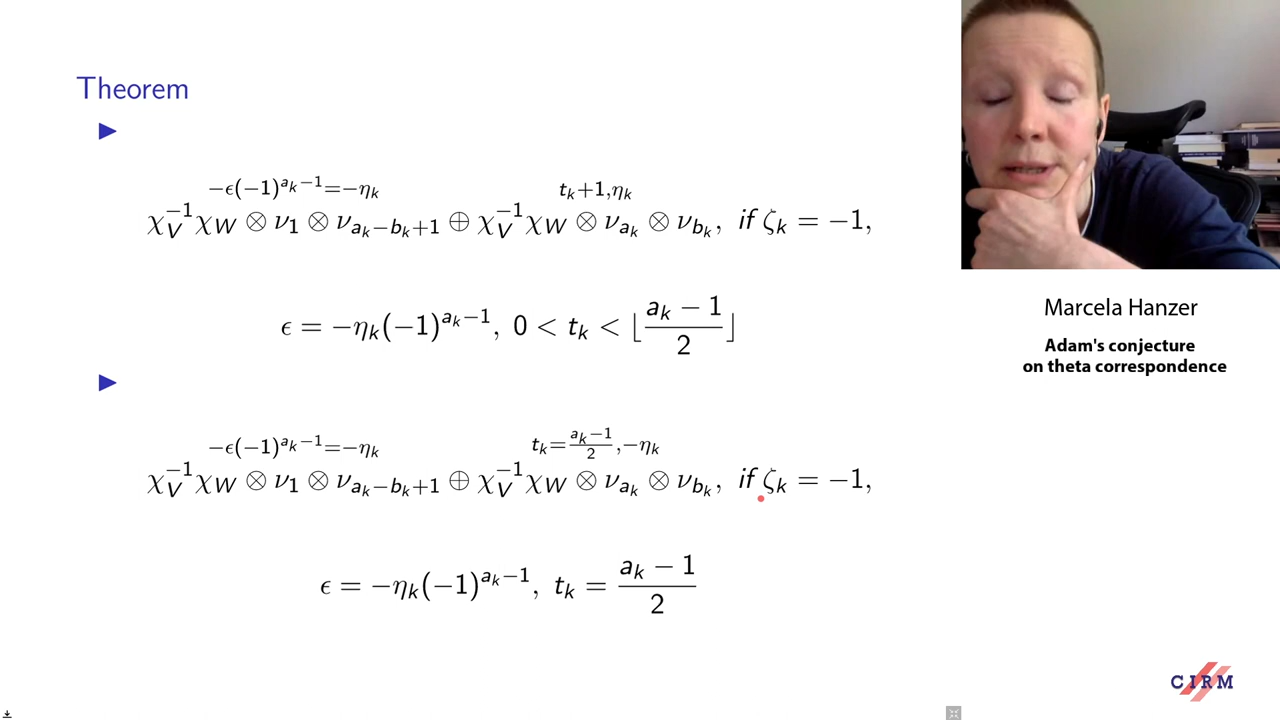 Theorem
▶
−ϵ(−1)^{a_k−1}=−η_k t_k+1,η_k
χ_V^{−1}χ_W ⊗ ν_1 ⊗ ν_{a_k−b_k+1} ⊕ χ_V^{−1}χ_W ⊗ ν_{a_k} ⊗ ν_{b_k}, if ζ_k = −1,
ϵ = −η_k(−1)^{a_k−1}, 0 < t_k < ⌊\frac{a_k − 1}{2}⌋
▶
−ϵ(−1)^{a_k−1}=−η_k t_k=\frac{a_k−1}{2},−η_k
χ_V^{−1}χ_W ⊗ ν_1 ⊗ ν_{a_k−b_k+1} ⊕ χ_V^{−1}χ_W ⊗ ν_{a_k} ⊗ ν_{b_k}, if ζ_k = −1,
ϵ = −η_k(−1)^{a_k−1}, t_k = \frac{a_k − 1}{2}
Marcela Hanzer
Adam's conjecture
on theta correspondence
CIRM